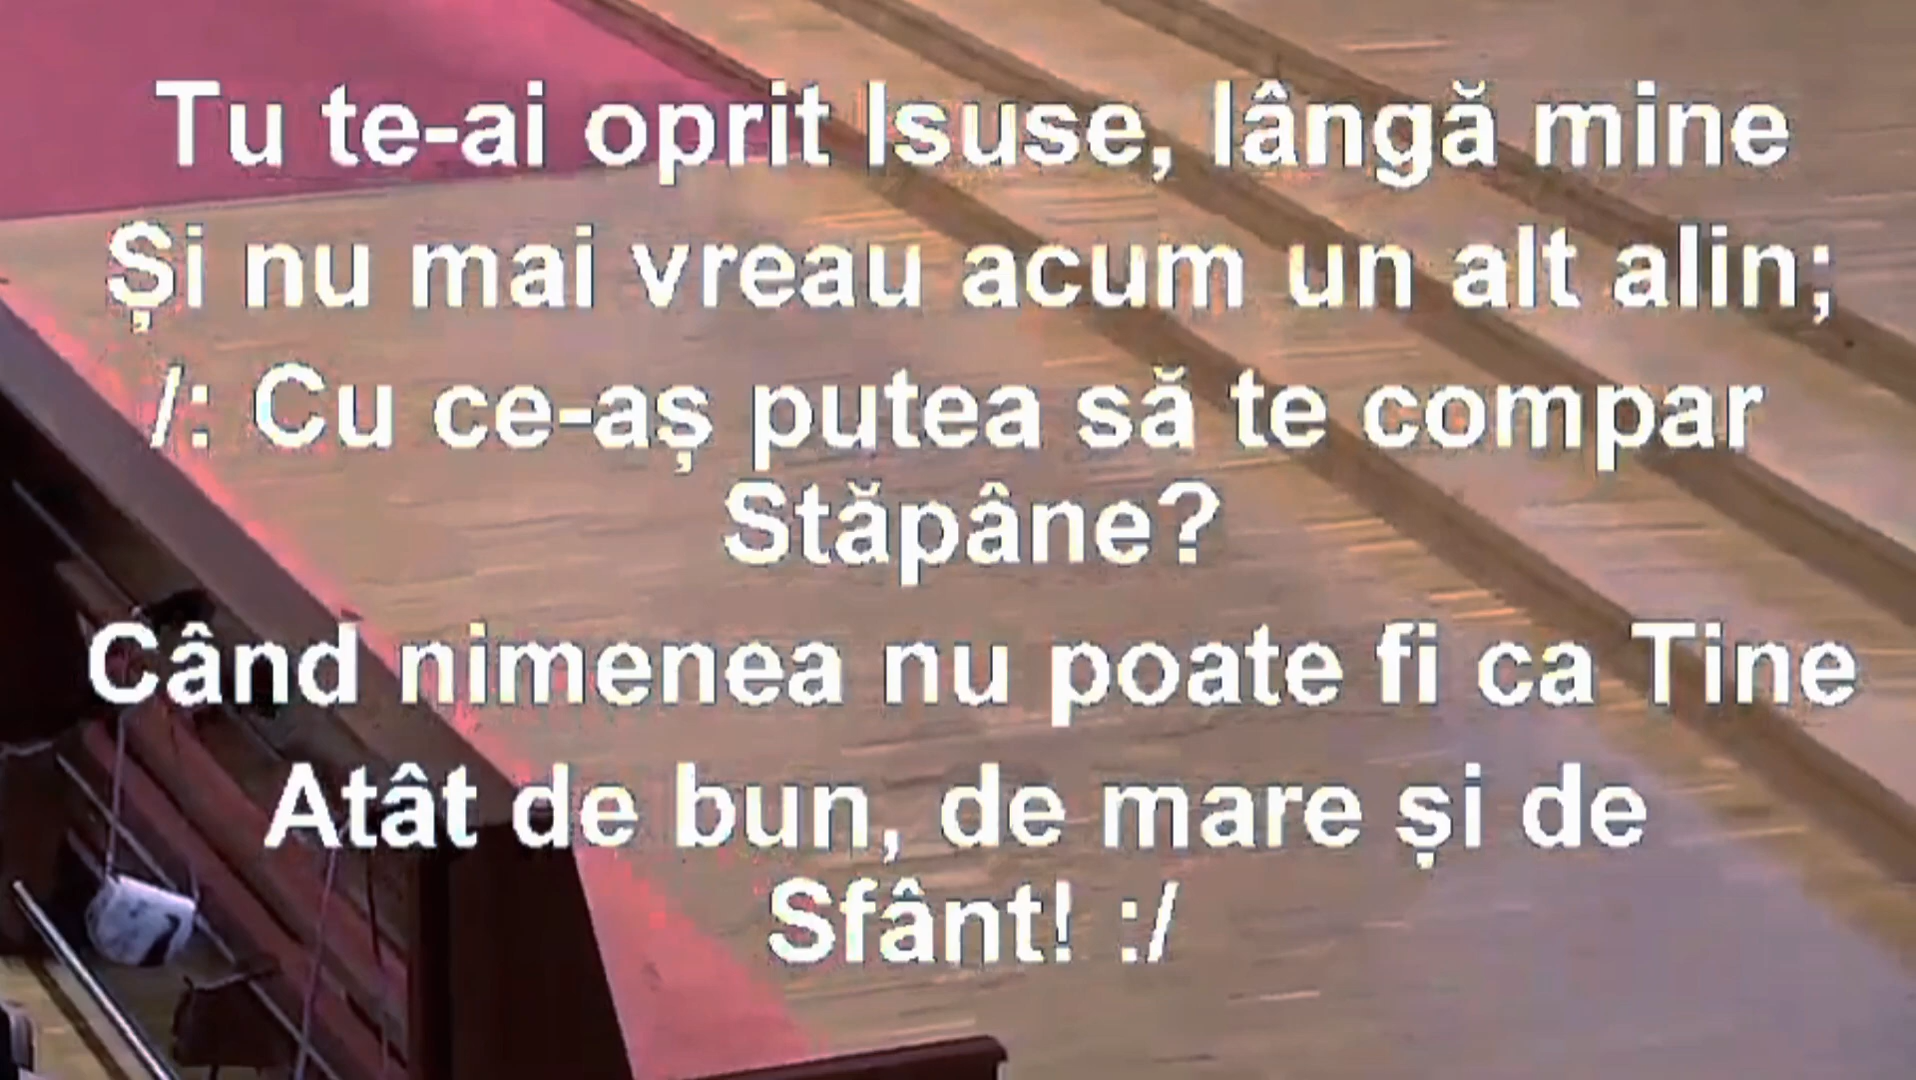 Tu te-ai oprit Isuse, lângă mine
Și nu mai vreau acum un alt alin;
/: Cu ce-aș putea să te compar
Stăpâne?
Când nimenea nu poate fi ca Tine
Atât de bun, de mare și de
Sfânt! :/